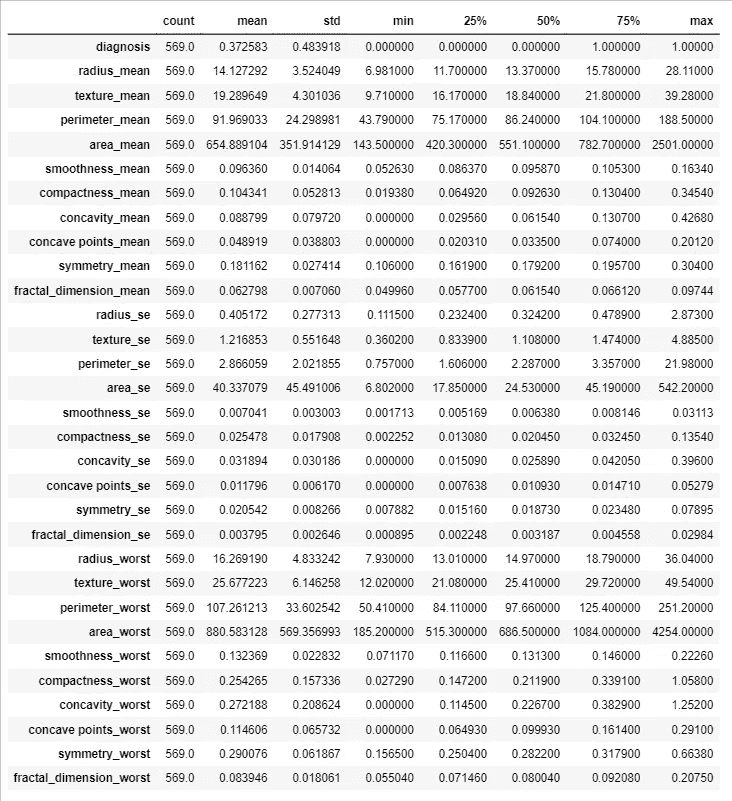 count mean std min 25% 50% 75% max
diagnosis 569.0 0.372583 0.483918 0.000000 0.000000 0.000000 1.000000 1.00000
radius_mean 569.0 14.127292 3.524049 6.981000 11.700000 13.370000 15.780000 28.11000
texture_mean 569.0 19.289649 4.301036 9.710000 16.170000 18.840000 21.800000 39.28000
perimeter_mean 569.0 91.969033 24.298981 43.790000 75.170000 86.240000 104.100000 188.50000
area_mean 569.0 654.889104 351.914129 143.500000 420.300000 551.100000 782.700000 2501.00000
smoothness_mean 569.0 0.096360 0.014064 0.052630 0.086370 0.095870 0.105300 0.16340
compactness_mean 569.0 0.104341 0.052813 0.019380 0.064920 0.092630 0.130400 0.34540
concavity_mean 569.0 0.088799 0.079720 0.000000 0.029560 0.061540 0.130700 0.42680
concave points_mean 569.0 0.048919 0.038803 0.000000 0.020310 0.033500 0.074000 0.20120
symmetry_mean 569.0 0.181162 0.027414 0.106000 0.161900 0.179200 0.195700 0.30400
fractal_dimension_mean 569.0 0.062798 0.007060 0.049960 0.057700 0.061540 0.066120 0.09744
radius_se 569.0 0.405172 0.277313 0.111500 0.232400 0.324200 0.478900 2.87300
texture_se 569.0 1.216853 0.551648 0.360200 0.833900 1.108000 1.474000 4.88500
perimeter_se 569.0 2.866059 2.021855 0.757000 1.606000 2.287000 3.357000 21.98000
area_se 569.0 40.337079 45.491006 6.802000 17.850000 24.530000 45.190000 542.20000
smoothness_se 569.0 0.007041 0.003003 0.001713 0.005169 0.006380 0.008146 0.03113
compactness_se 569.0 0.025478 0.017908 0.002252 0.013080 0.020450 0.032450 0.13540
concavity_se 569.0 0.031894 0.030186 0.000000 0.015090 0.025890 0.042050 0.39600
concave points_se 569.0 0.011796 0.006170 0.000000 0.007638 0.010930 0.014710 0.05279
symmetry_se 569.0 0.020542 0.008266 0.007882 0.015160 0.018730 0.023480 0.07895
fractal_dimension_se 569.0 0.003795 0.002646 0.000895 0.002248 0.003187 0.004558 0.02984
radius_worst 569.0 16.269190 4.833242 7.930000 13.010000 14.970000 18.790000 36.04000
texture_worst 569.0 25.677223 6.146258 12.020000 21.080000 25.410000 29.720000 49.54000
perimeter_worst 569.0 107.261213 33.602542 50.410000 84.110000 97.660000 125.400000 251.20000
area_worst 569.0 880.583128 569.356993 185.200000 515.300000 686.500000 1084.000000 4254.00000
smoothness_worst 569.0 0.132369 0.022832 0.071170 0.116600 0.131300 0.146000 0.22260
compactness_worst 569.0 0.254265 0.157336 0.027290 0.147200 0.211900 0.339100 1.05800
concavity_worst 569.0 0.272188 0.208624 0.000000 0.114500 0.226700 0.382900 1.25200
concave points_worst 569.0 0.114606 0.065732 0.000000 0.064930 0.099930 0.161400 0.29100
symmetry_worst 569.0 0.290076 0.061867 0.156500 0.250400 0.282200 0.317900 0.66380
fractal_dimension_worst 569.0 0.083946 0.018061 0.055040 0.071460 0.080040 0.092080 0.20750